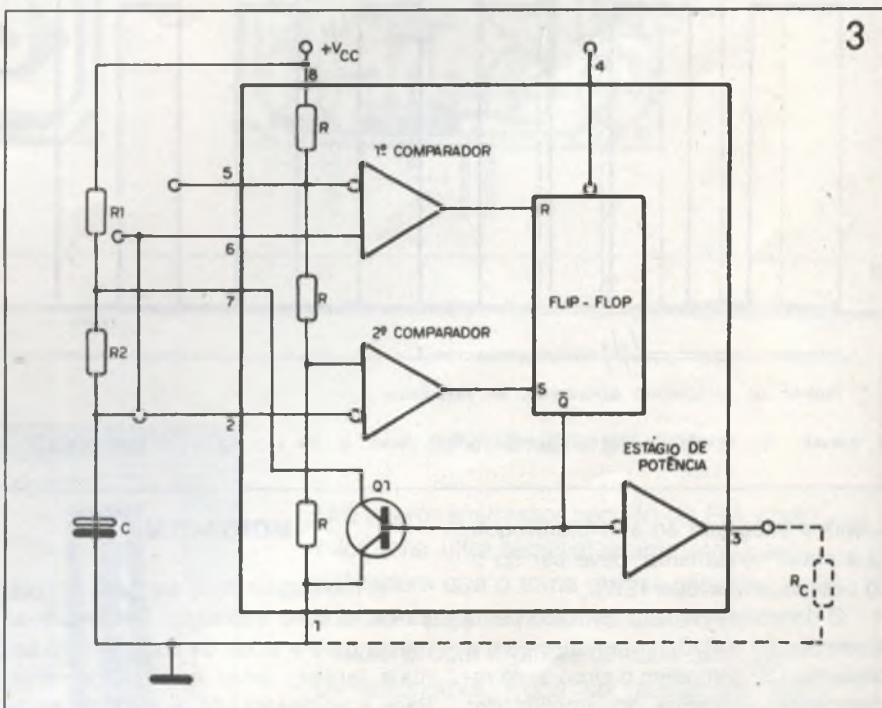 3
+VCC
8
4
R
1º COMPARADOR
5
R1
6
R
7
R
FLIP - FLOP
R2
2º COMPARADOR
S
Q̅
2
ESTÁGIO DE
POTÊNCIA
Q1
C
R
3
RC
1